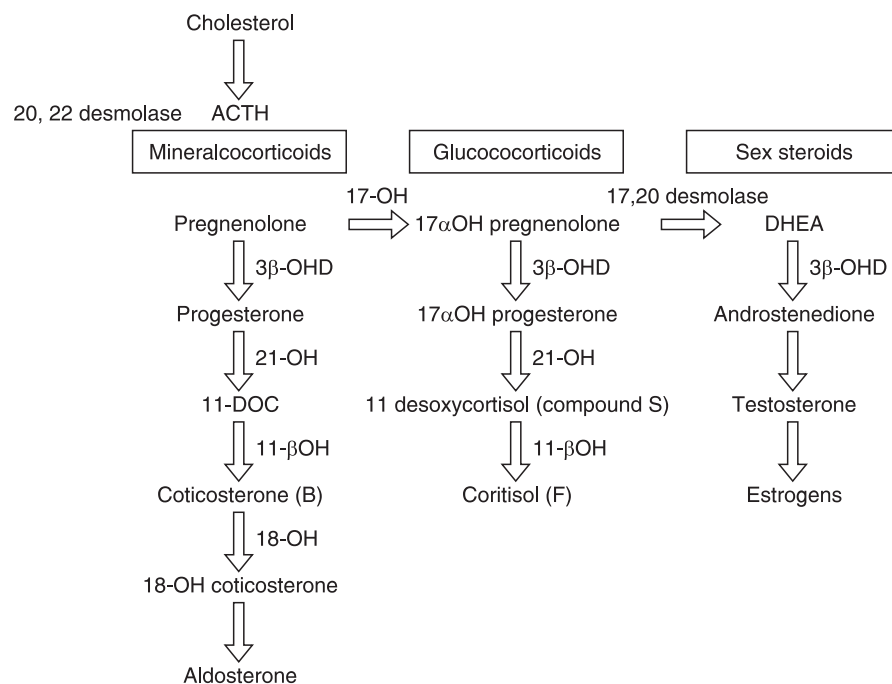 Cholesterol
20, 22 desmolase ACTH
Mineralcocorticoids Glucococorticoids Sex steroids
17-OH 17,20 desmolase
Pregnenolone 17αOH pregnenolone DHEA
3β-OHD 3β-OHD 3β-OHD
Progesterone 17αOH progesterone Androstenedione
21-OH 21-OH
11-DOC 11 desoxycortisol (compound S) Testosterone
11-βOH 11-βOH
Coticosterone (B) Coritisol (F) Estrogens
18-OH
18-OH coticosterone
Aldosterone